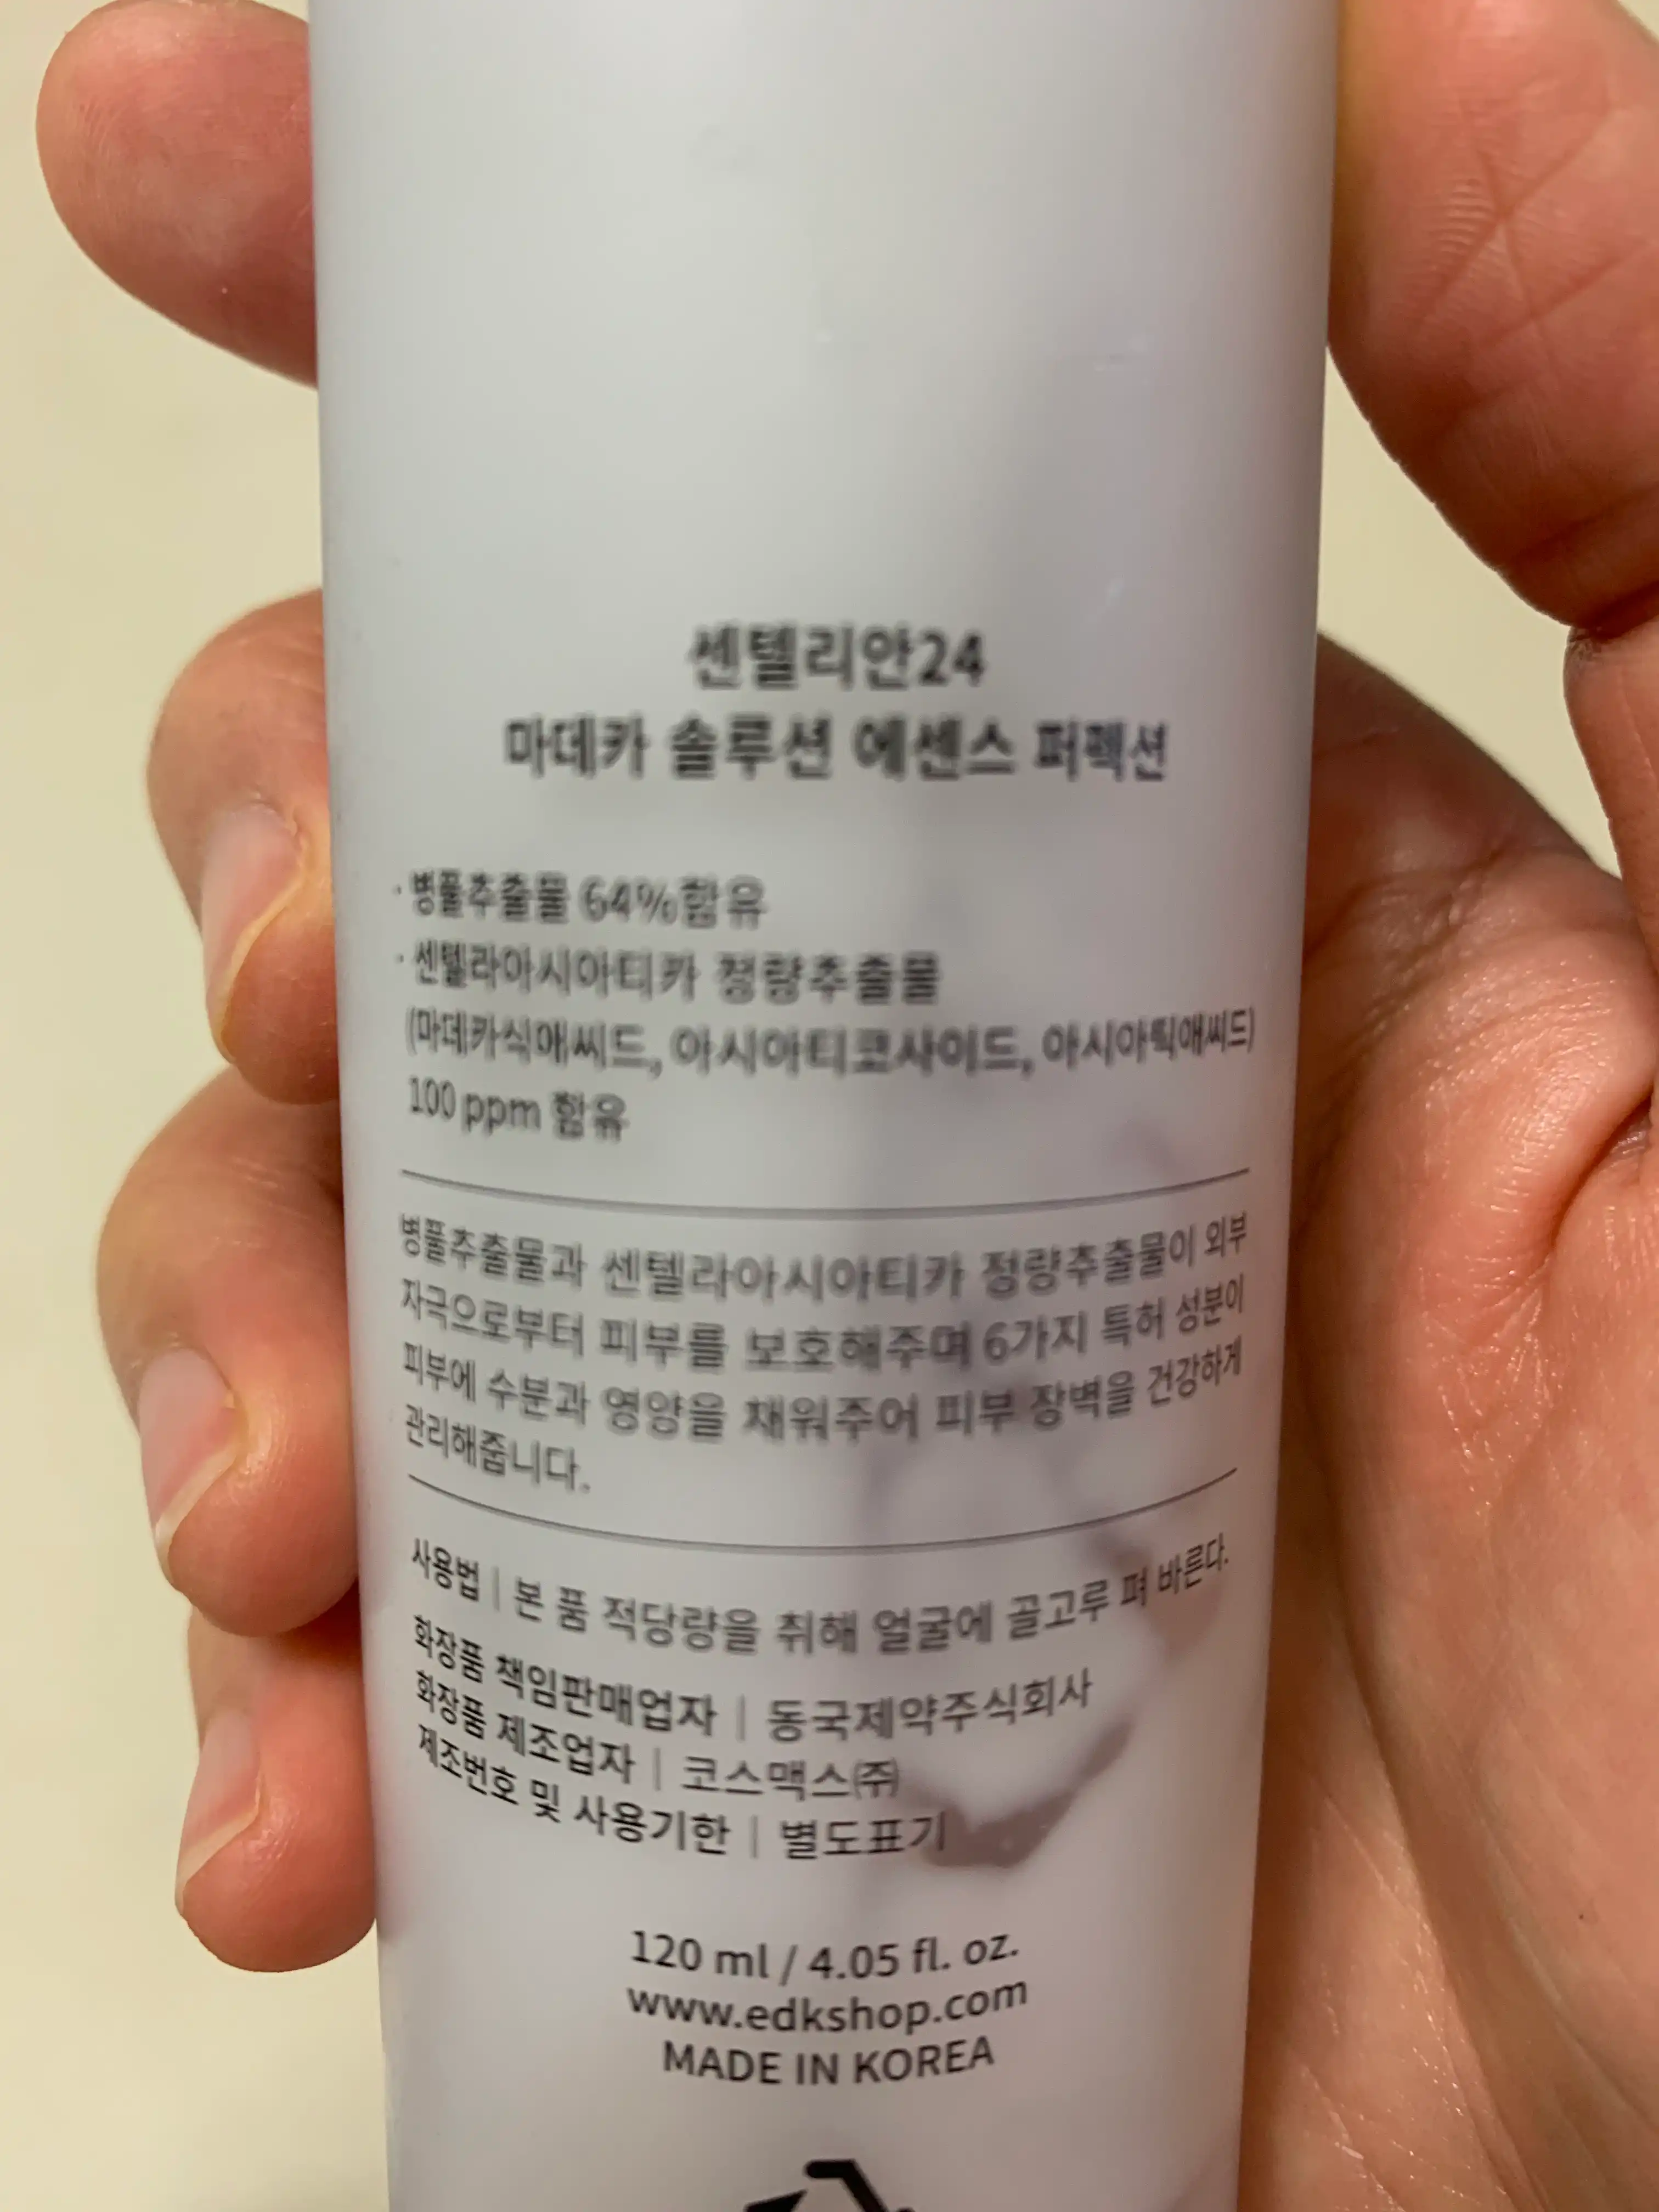 센텔리안24
마데카 솔루션 에센스 퍼펙션
· 병풀추출물 64%함유
· 센텔라아시아티카 정량추출물
(마데카식애씨드, 아시아티코사이드, 아시아틱애씨드)
100 ppm 함유
병풀추출물과 센텔라아시아티카 정량추출물이 외부
자극으로부터 피부를 보호해주며 6가지 특허 성분이
피부에 수분과 영양을 채워주어 피부 장벽을 건강하게
관리해줍니다.
사용법 | 본 품 적당량을 취해 얼굴에 골고루 펴 바른다.
화장품 책임판매업자 | 동국제약주식회사
화장품 제조업자 | 코스맥스㈜
제조번호 및 사용기한 | 별도표기
120 ml / 4.05 fl. oz.
www.edkshop.com
MADE IN KOREA